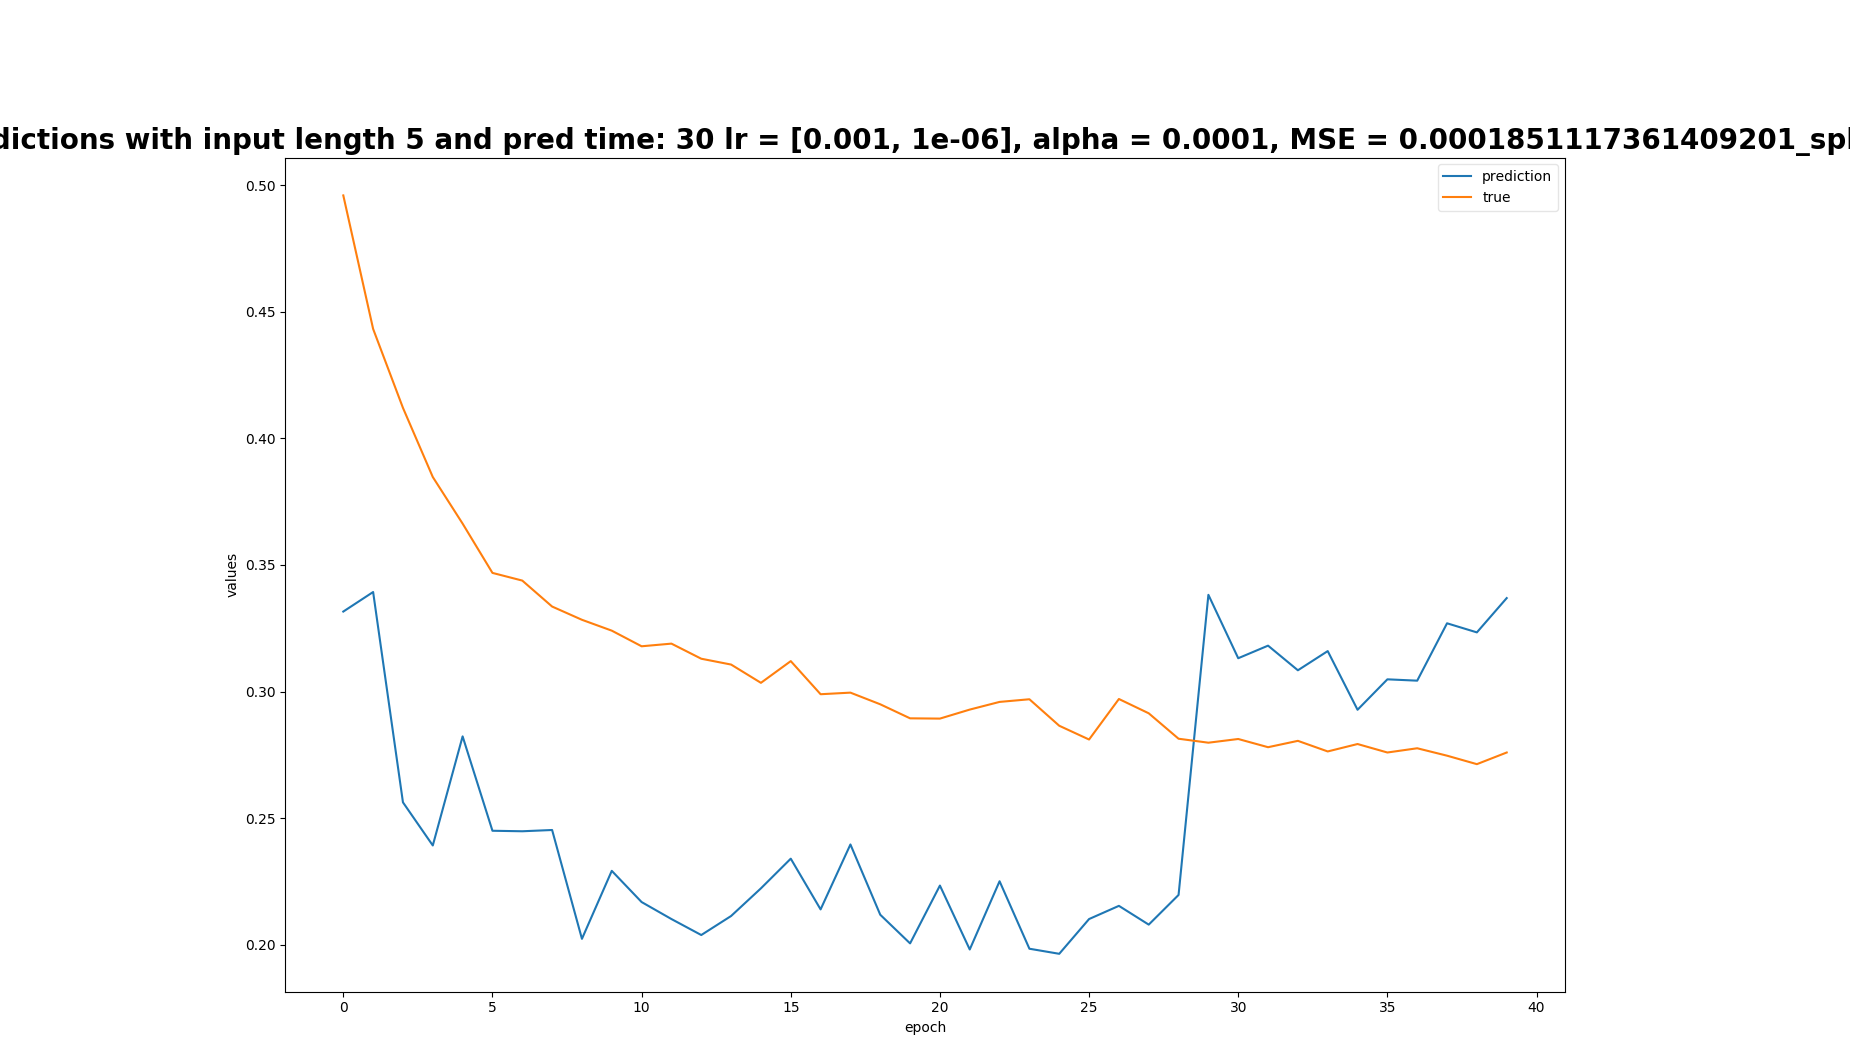 dictions with input length 5 and pred time: 30 lr = [0.001, 1e-06], alpha = 0.0001, MSE = 0.0001851117361409201_spl
prediction
true
0.50
0.45
0.40
0.35
0.30
0.25
0.20
values
0 5 10 15 20 25 30 35 40
epoch